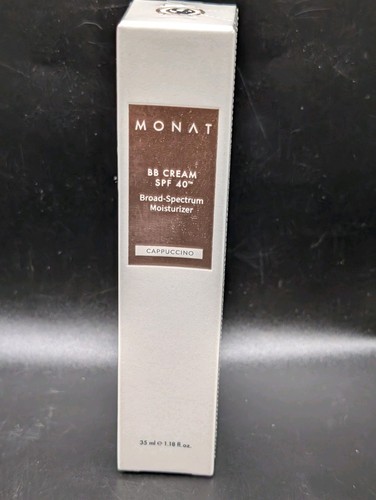 MONAT
BB CREAM
SPF 40™
Broad-Spectrum
Moisturizer
CAPPUCCINO
35 ml ℮ 1.18 fl oz.